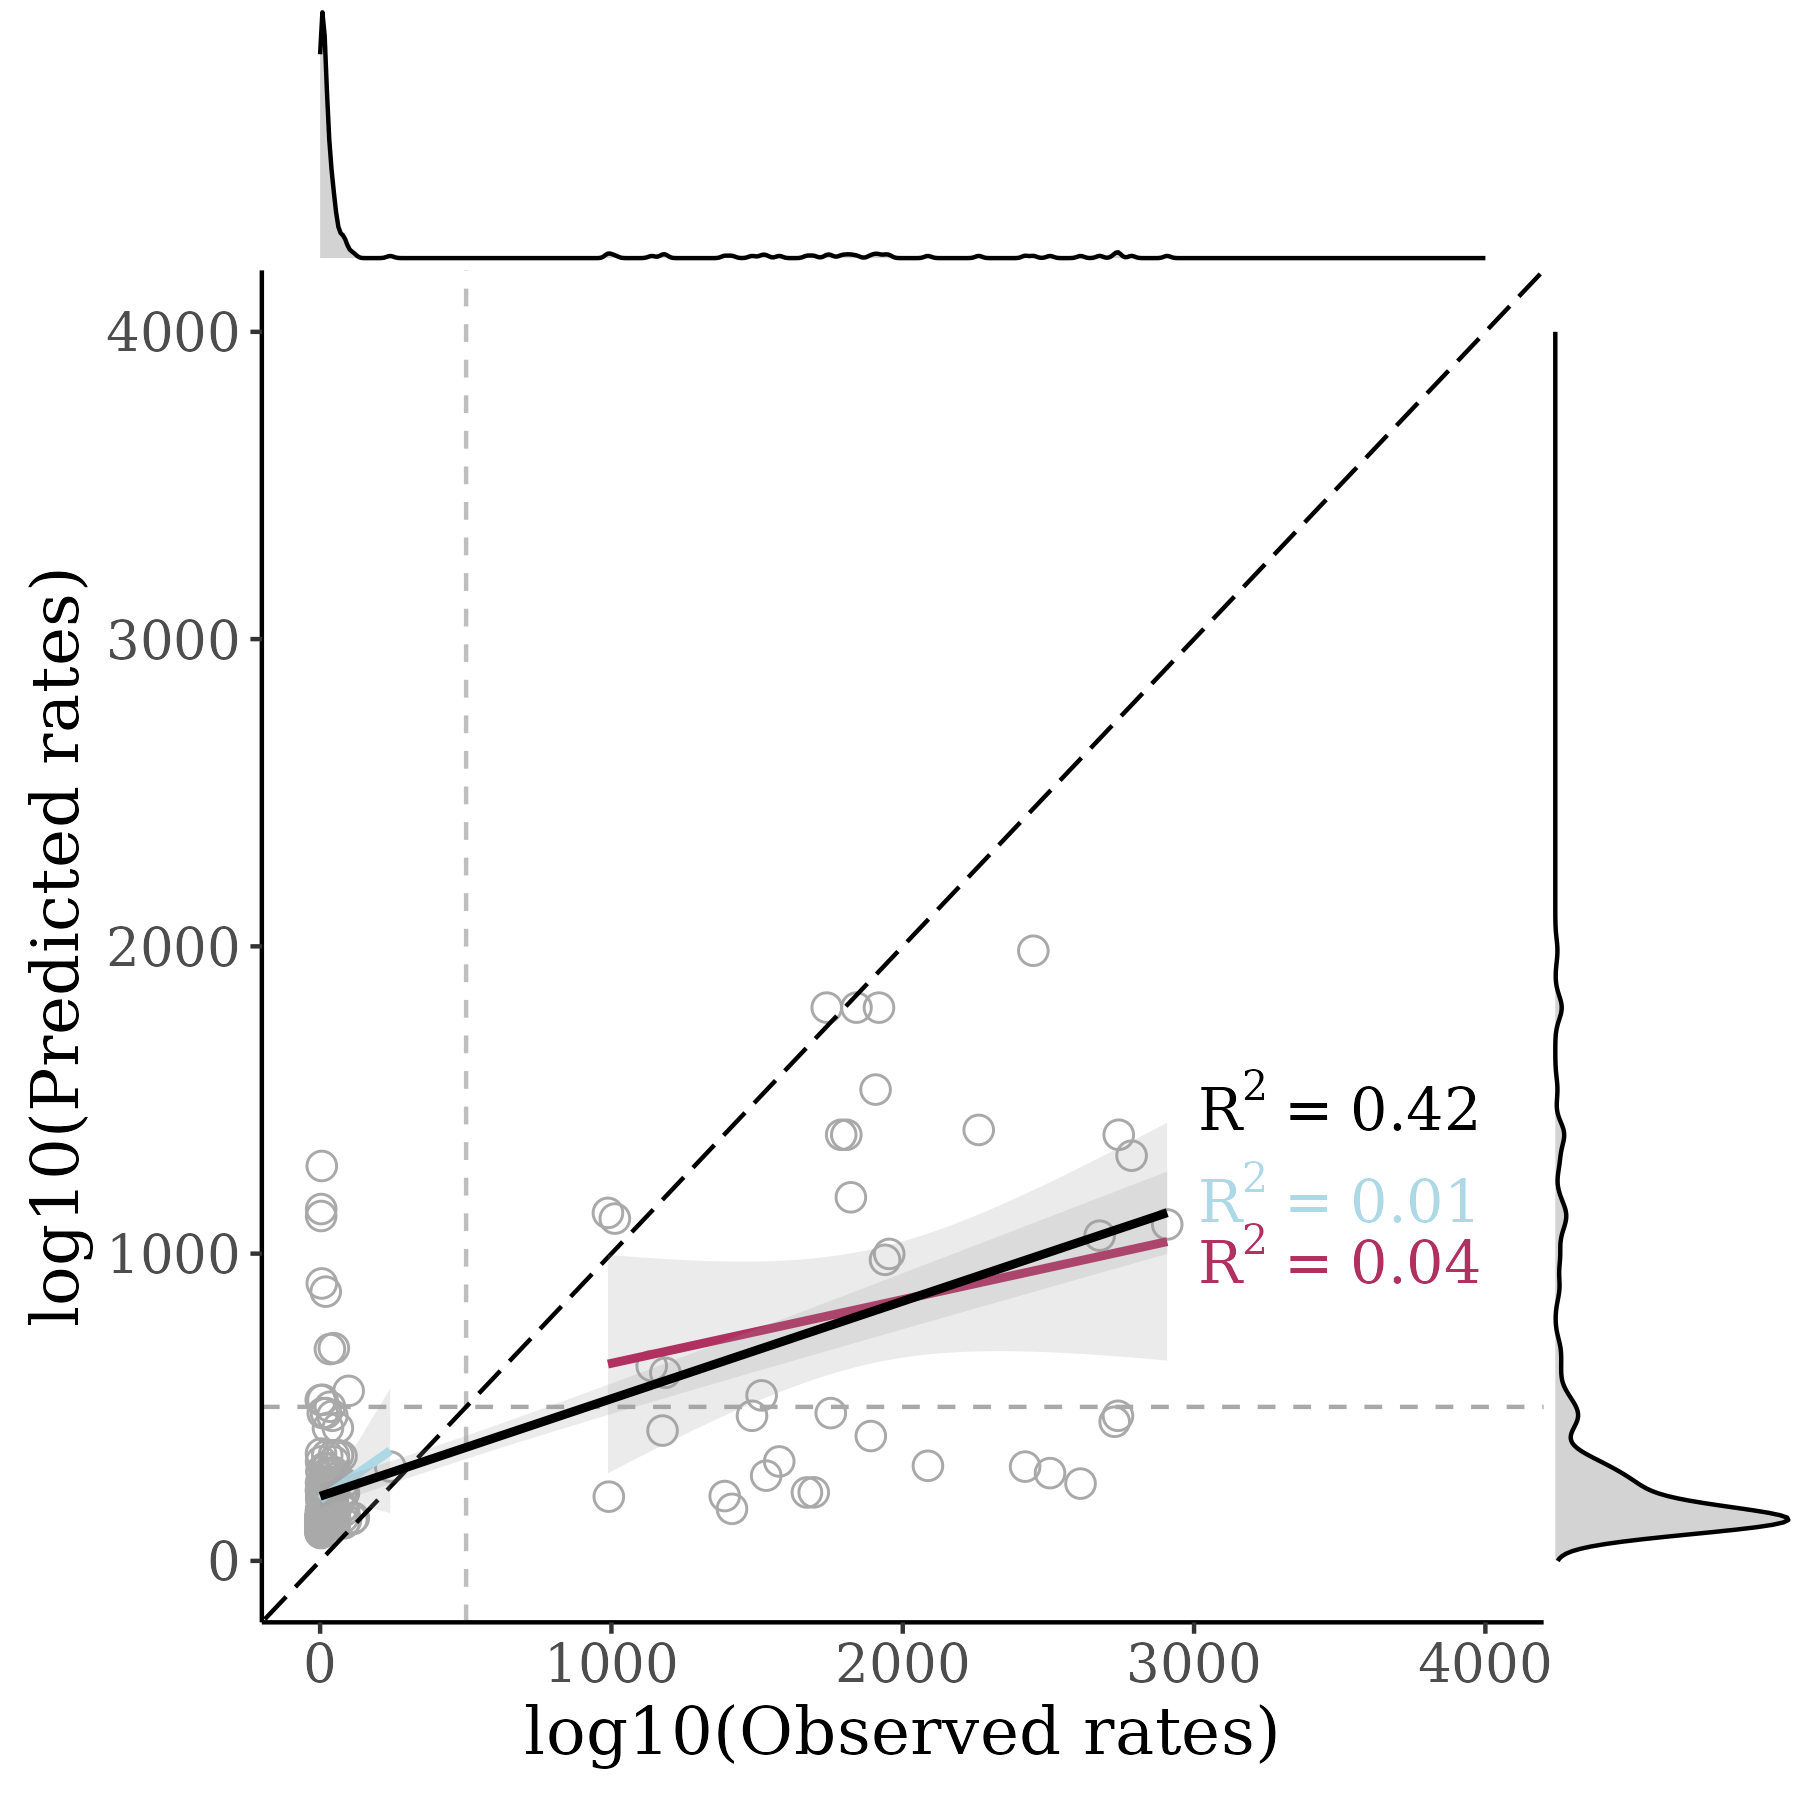 4000
3000
2000
1000
0
log10(Predicted rates)
R² = 0.42
R² = 0.01
R² = 0.04
0
1000
2000
3000
4000
log10(Observed rates)